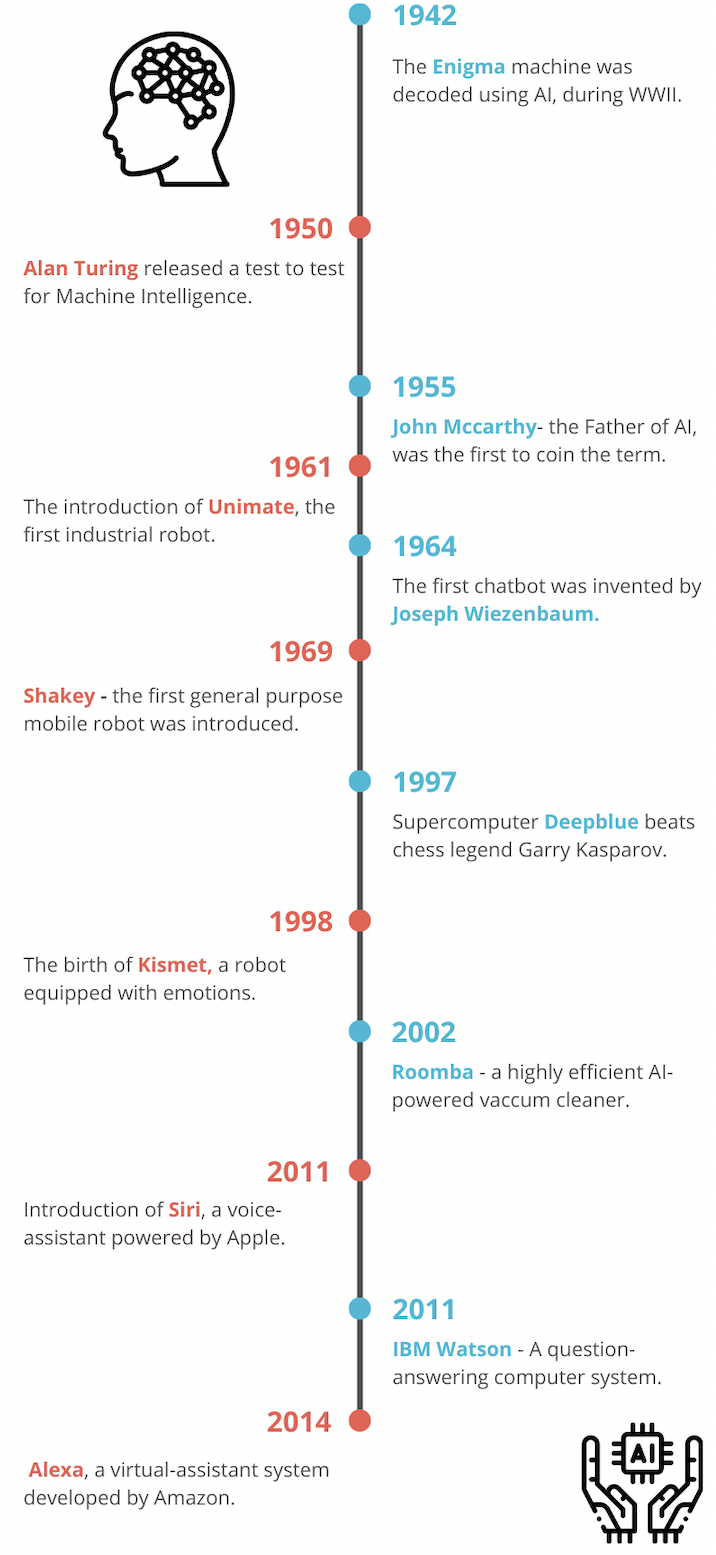 1942
The Enigma machine was
decoded using AI, during WWII.
1950
Alan Turing released a test to test
for Machine Intelligence.
1955
John Mccarthy- the Father of AI,
was the first to coin the term.
1961
The introduction of Unimate, the
first industrial robot.
1964
The first chatbot was invented by
Joseph Wiezenbaum.
1969
Shakey - the first general purpose
mobile robot was introduced.
1997
Supercomputer Deepblue beats
chess legend Garry Kasparov.
1998
The birth of Kismet, a robot
equipped with emotions.
2002
Roomba - a highly efficient AI-
powered vaccum cleaner.
2011
Introduction of Siri, a voice-
assistant powered by Apple.
2011
IBM Watson - A question-
answering computer system.
2014
Alexa, a virtual-assistant system
developed by Amazon.
AI